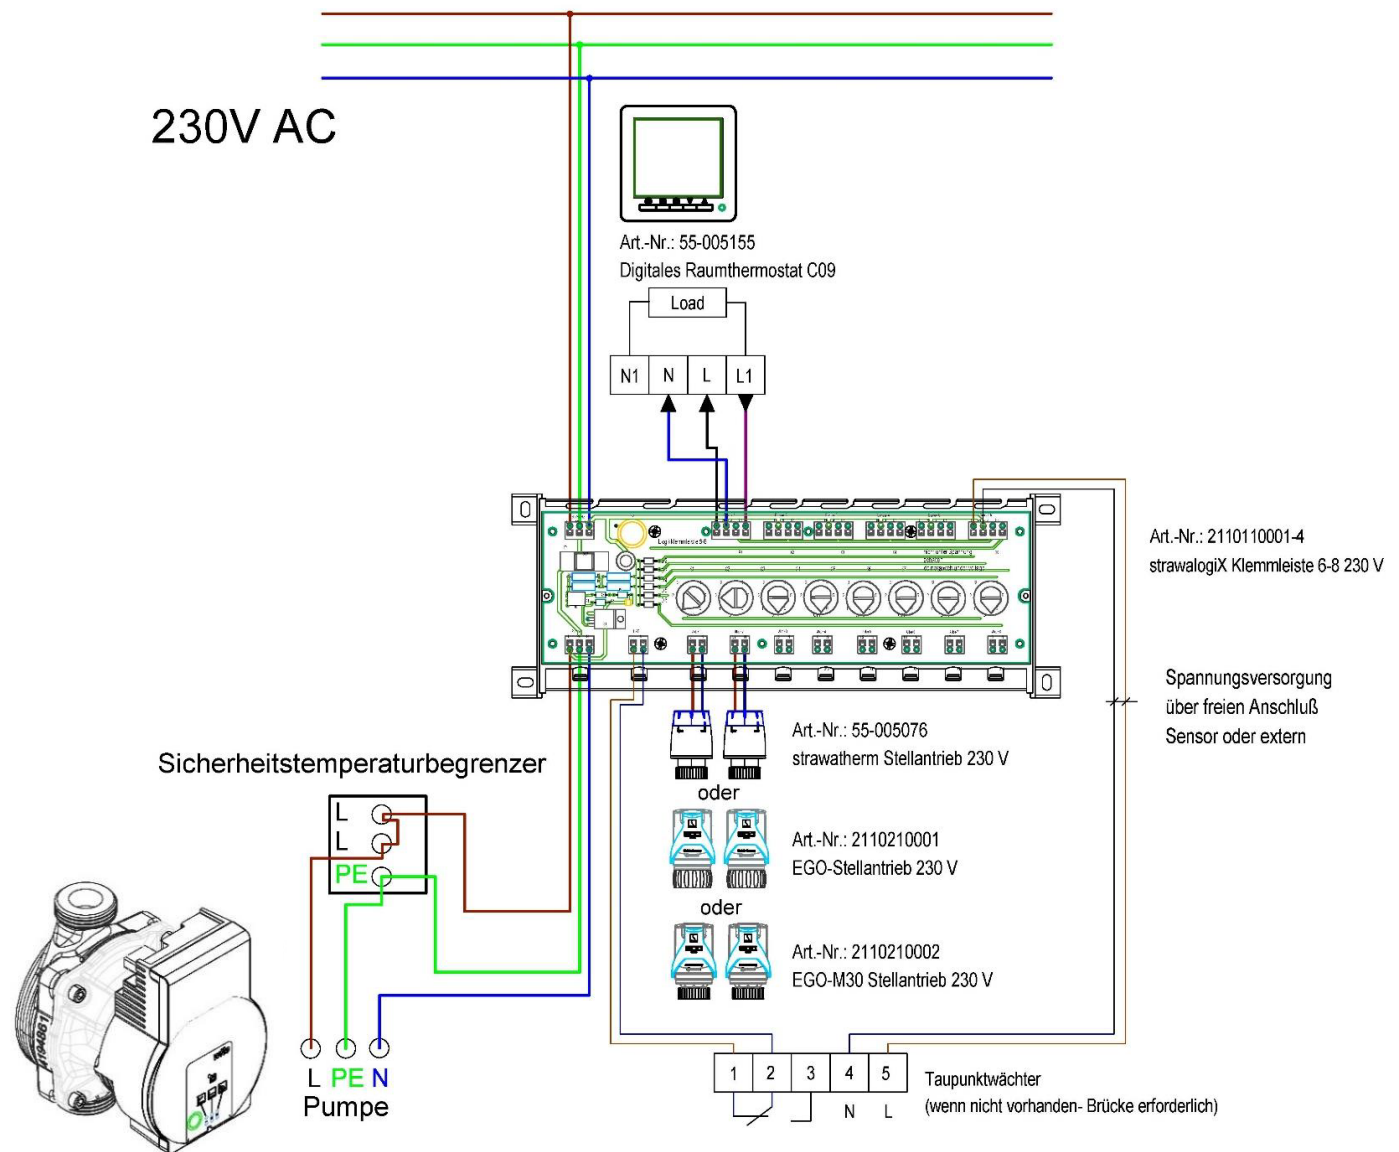 230V AC
Art.-Nr.: 55-005155
Digitales Raumthermostat C09
Load
N1 N L L1
Art.-Nr.: 2110110001-4
strawalogiX Klemmleiste 6-8 230 V
Spannungsversorgung
über freien Anschluß
Sensor oder extern
Art.-Nr.: 55-005076
strawatherm Stellantrieb 230 V
oder
Sicherheitstemperaturbegrenzer
L
L
PE
Art.-Nr.: 2110210001
EGO-Stellantrieb 230 V
oder
Art.-Nr.: 2110210002
EGO-M30 Stellantrieb 230 V
L PE N
Pumpe
1 2 3 4 5
N L
Taupunktwächter
(wenn nicht vorhanden- Brücke erforderlich)